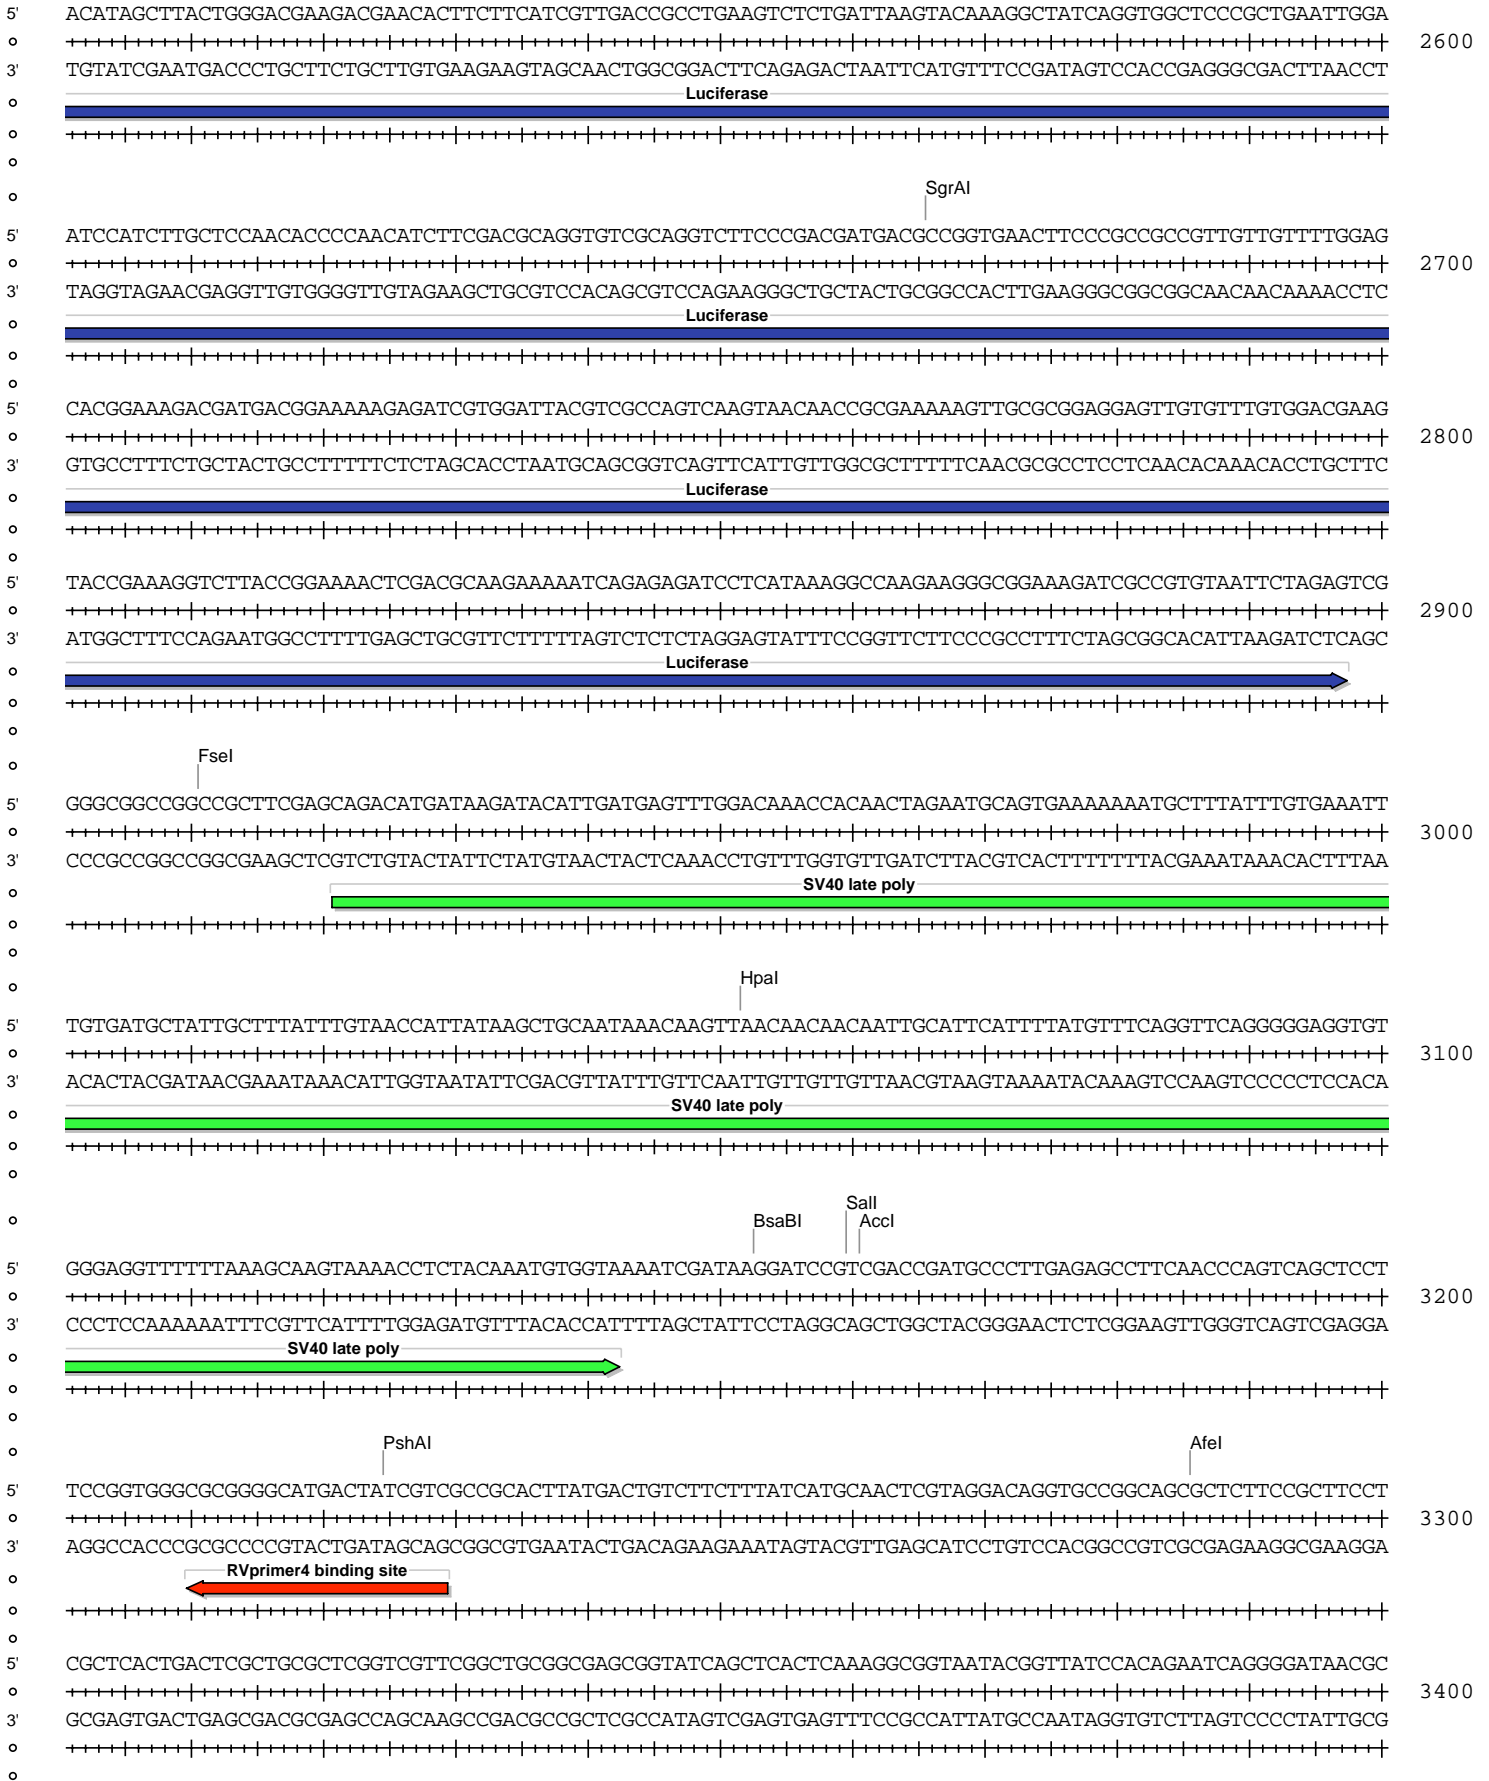 5' ACATAGCTTACTGGGACGAAGACGAACACTTCTTCATCGTTGACCGCCTGAAGTCTCTGATTAAGTACAAAGGCTATCAGGTGGCTCCCGCTGAATTGGA
2600
3' TGTATCGAATGACCCTGCTTCTGCTTGTGAAGAAGTAGCAACTGGCGGACTTCAGAGACTAATTCATGTTTCCGATAGTCCACCGAGGGCGACTTAACCT
Luciferase
SgrAI
5' ATCCATCTTGCTCCAACACCCCAACATCTTCGACGCAGGTGTCGCAGGTCTTCCCGACGATGACGCCGGTGAACTTCCCGCCGCCGTTGTTGTTTTGGAG
2700
3' TAGGTAGAACGAGGTTGTGGGGTTGTAGAAGCTGCGTCCACAGCGTCCAGAAGGGCTGCTACTGCGGCCACTTGAAGGGCGGCGGCAACAACAAAACCTC
Luciferase
5' CACGGAAAGACGATGACGGAAAAAGAGATCGTGGATTACGTCGCCAGTCAAGTAACAACCGCGAAAAAGTTGCGCGGAGGAGTTGTGTTTGTGGACGAAG
2800
3' GTGCCTTTCTGCTACTGCCTTTTTCTCTAGCACCTAATGCAGCGGTCAGTTCATTGTTGGCGCTTTTTCAACGCGCCTCCTCAACACAAACACCTGCTTC
Luciferase
5' TACCGAAAGGTCTTACCGGAAAACTCGACGCAAGAAAAATCAGAGAGATCCTCATAAAGGCCAAGAAGGGCGGAAAGATCGCCGTGTAATTCTAGAGTCG
2900
3' ATGGCTTTCCAGAATGGCCTTTTGAGCTGCGTTCTTTTTAGTCTCTCTAGGAGTATTTCCGGTTCTTCCCGCCTTTCTAGCGGCACATTAAGATCTCAGC
Luciferase
FseI
5' GGGCGGCCGGCCGCTTCGAGCAGACATGATAAGATACATTGATGAGTTTGGACAAACCACAACTAGAATGCAGTGAAAAAAATGCTTTATTTGTGAAATT
3000
3' CCCGCCGGCCGGCGAAGCTCGTCTGTACTATTCTATGTAACTACTCAAACCTGTTTGGTGTTGATCTTACGTCACTTTTTTTACGAAATAAACACTTTAA
SV40 late poly
HpaI
5' TGTGATGCTATTGCTTTATTTGTAACCATTATAAGCTGCAATAAACAAGTTAACAACAACAATTGCATTCATTTTATGTTTCAGGTTCAGGGGGAGGTGT
3100
3' ACACTACGATAACGAAATAAACATTGGTAATATTCGACGTTATTTGTTCAATTGTTGTTGTTAACGTAAGTAAAATACAAAGTCCAAGTCCCCCTCCACA
SV40 late poly
SalI
BsaBI AccI
5' GGGAGGTTTTTTAAAGCAAGTAAAACCTCTACAAATGTGGTAAAATCGATAAGGATCCGTCGACCGATGCCCTTGAGAGCCTTCAACCCAGTCAGCTCCT
3200
3' CCCTCCAAAAAATTTCGTTCATTTTGGAGATGTTTACACCATTTTAGCTATTCCTAGGCAGCTGGCTACGGGAACTCTCGGAAGTTGGGTCAGTCGAGGA
SV40 late poly
PshAI AfeI
5' TCCGGTGGGCGCGGGGCATGACTATCGTCGCCGCACTTATGACTGTCTTCTTTATCATGCAACTCGTAGGACAGGTGCCGGCAGCGCTCTTCCGCTTCCT
3300
3' AGGCCACCCGCGCCCCGTACTGATAGCAGCGGCGTGAATACTGACAGAAGAAATAGTACGTTGAGCATCCTGTCCACGGCCGTCGCGAGAAGGCGAAGGA
RVprimer4 binding site
5' CGCTCACTGACTCGCTGCGCTCGGTCGTTCGGCTGCGGCGAGCGGTATCAGCTCACTCAAAGGCGGTAATACGGTTATCCACAGAATCAGGGGATAACGC
3400
3' GCGAGTGACTGAGCGACGCGAGCCAGCAAGCCGACGCCGCTCGCCATAGTCGAGTGAGTTTCCGCCATTATGCCAATAGGTGTCTTAGTCCCCTATTGCG